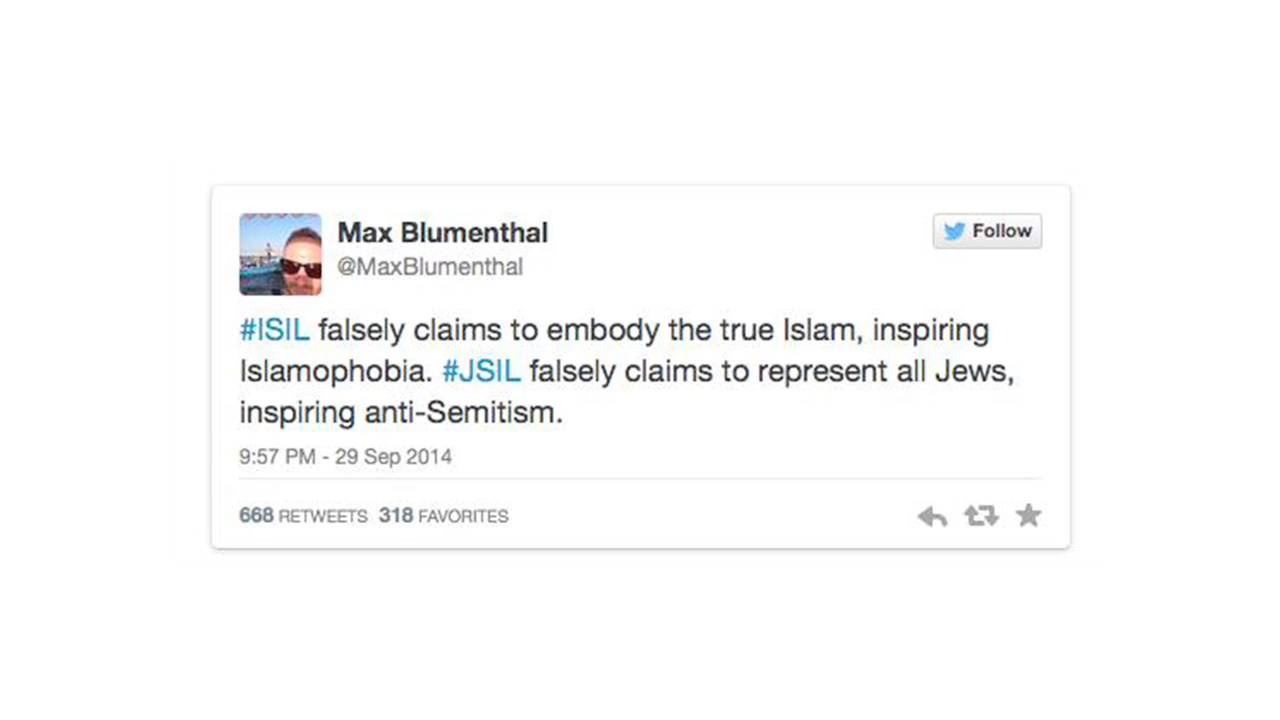 Max Blumenthal
@MaxBlumenthal
Follow
#ISIL falsely claims to embody the true Islam, inspiring
Islamophobia. #JSIL falsely claims to represent all Jews,
inspiring anti-Semitism.
9:57 PM - 29 Sep 2014
668 RETWEETS 318 FAVORITES